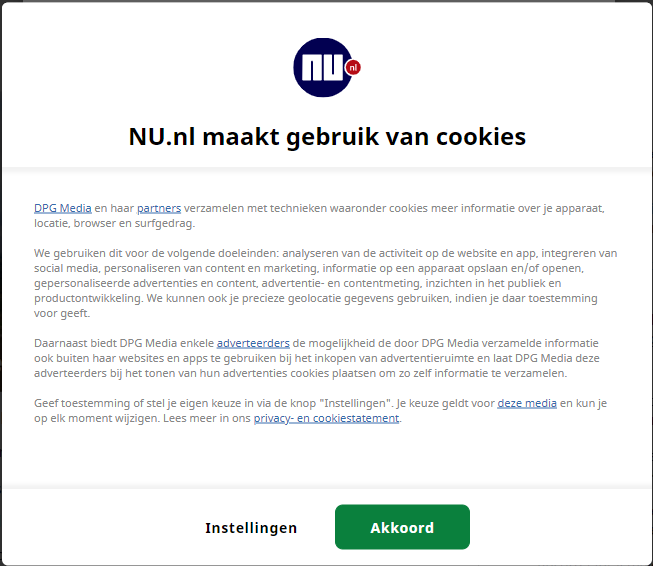 NU
nl
NU.nl maakt gebruik van cookies
DPG Media en haar partners verzamelen met technieken waaronder cookies meer informatie over je apparaat,
locatie, browser en surfgedrag.
We gebruiken dit voor de volgende doeleinden: analyseren van de activiteit op de website en app, integreren van
social media, personaliseren van content en marketing, informatie op een apparaat opslaan en/of openen,
gepersonaliseerde advertenties en content, advertentie- en contentmeting, inzichten in het publiek en
productontwikkeling. We kunnen ook je precieze geolocatie gegevens gebruiken, indien je daar toestemming
voor geeft.
Daarnaast biedt DPG Media enkele adverteerders de mogelijkheid de door DPG Media verzamelde informatie
ook buiten haar websites en apps te gebruiken bij het inkopen van advertentieruimte en laat DPG Media deze
adverteerders bij het tonen van hun advertenties cookies plaatsen om zo zelf informatie te verzamelen.
Geef toestemming of stel je eigen keuze in via de knop "Instellingen". Je keuze geldt voor deze media en kun je
op elk moment wijzigen. Lees meer in ons privacy- en cookiestatement.
Instellingen
Akkoord